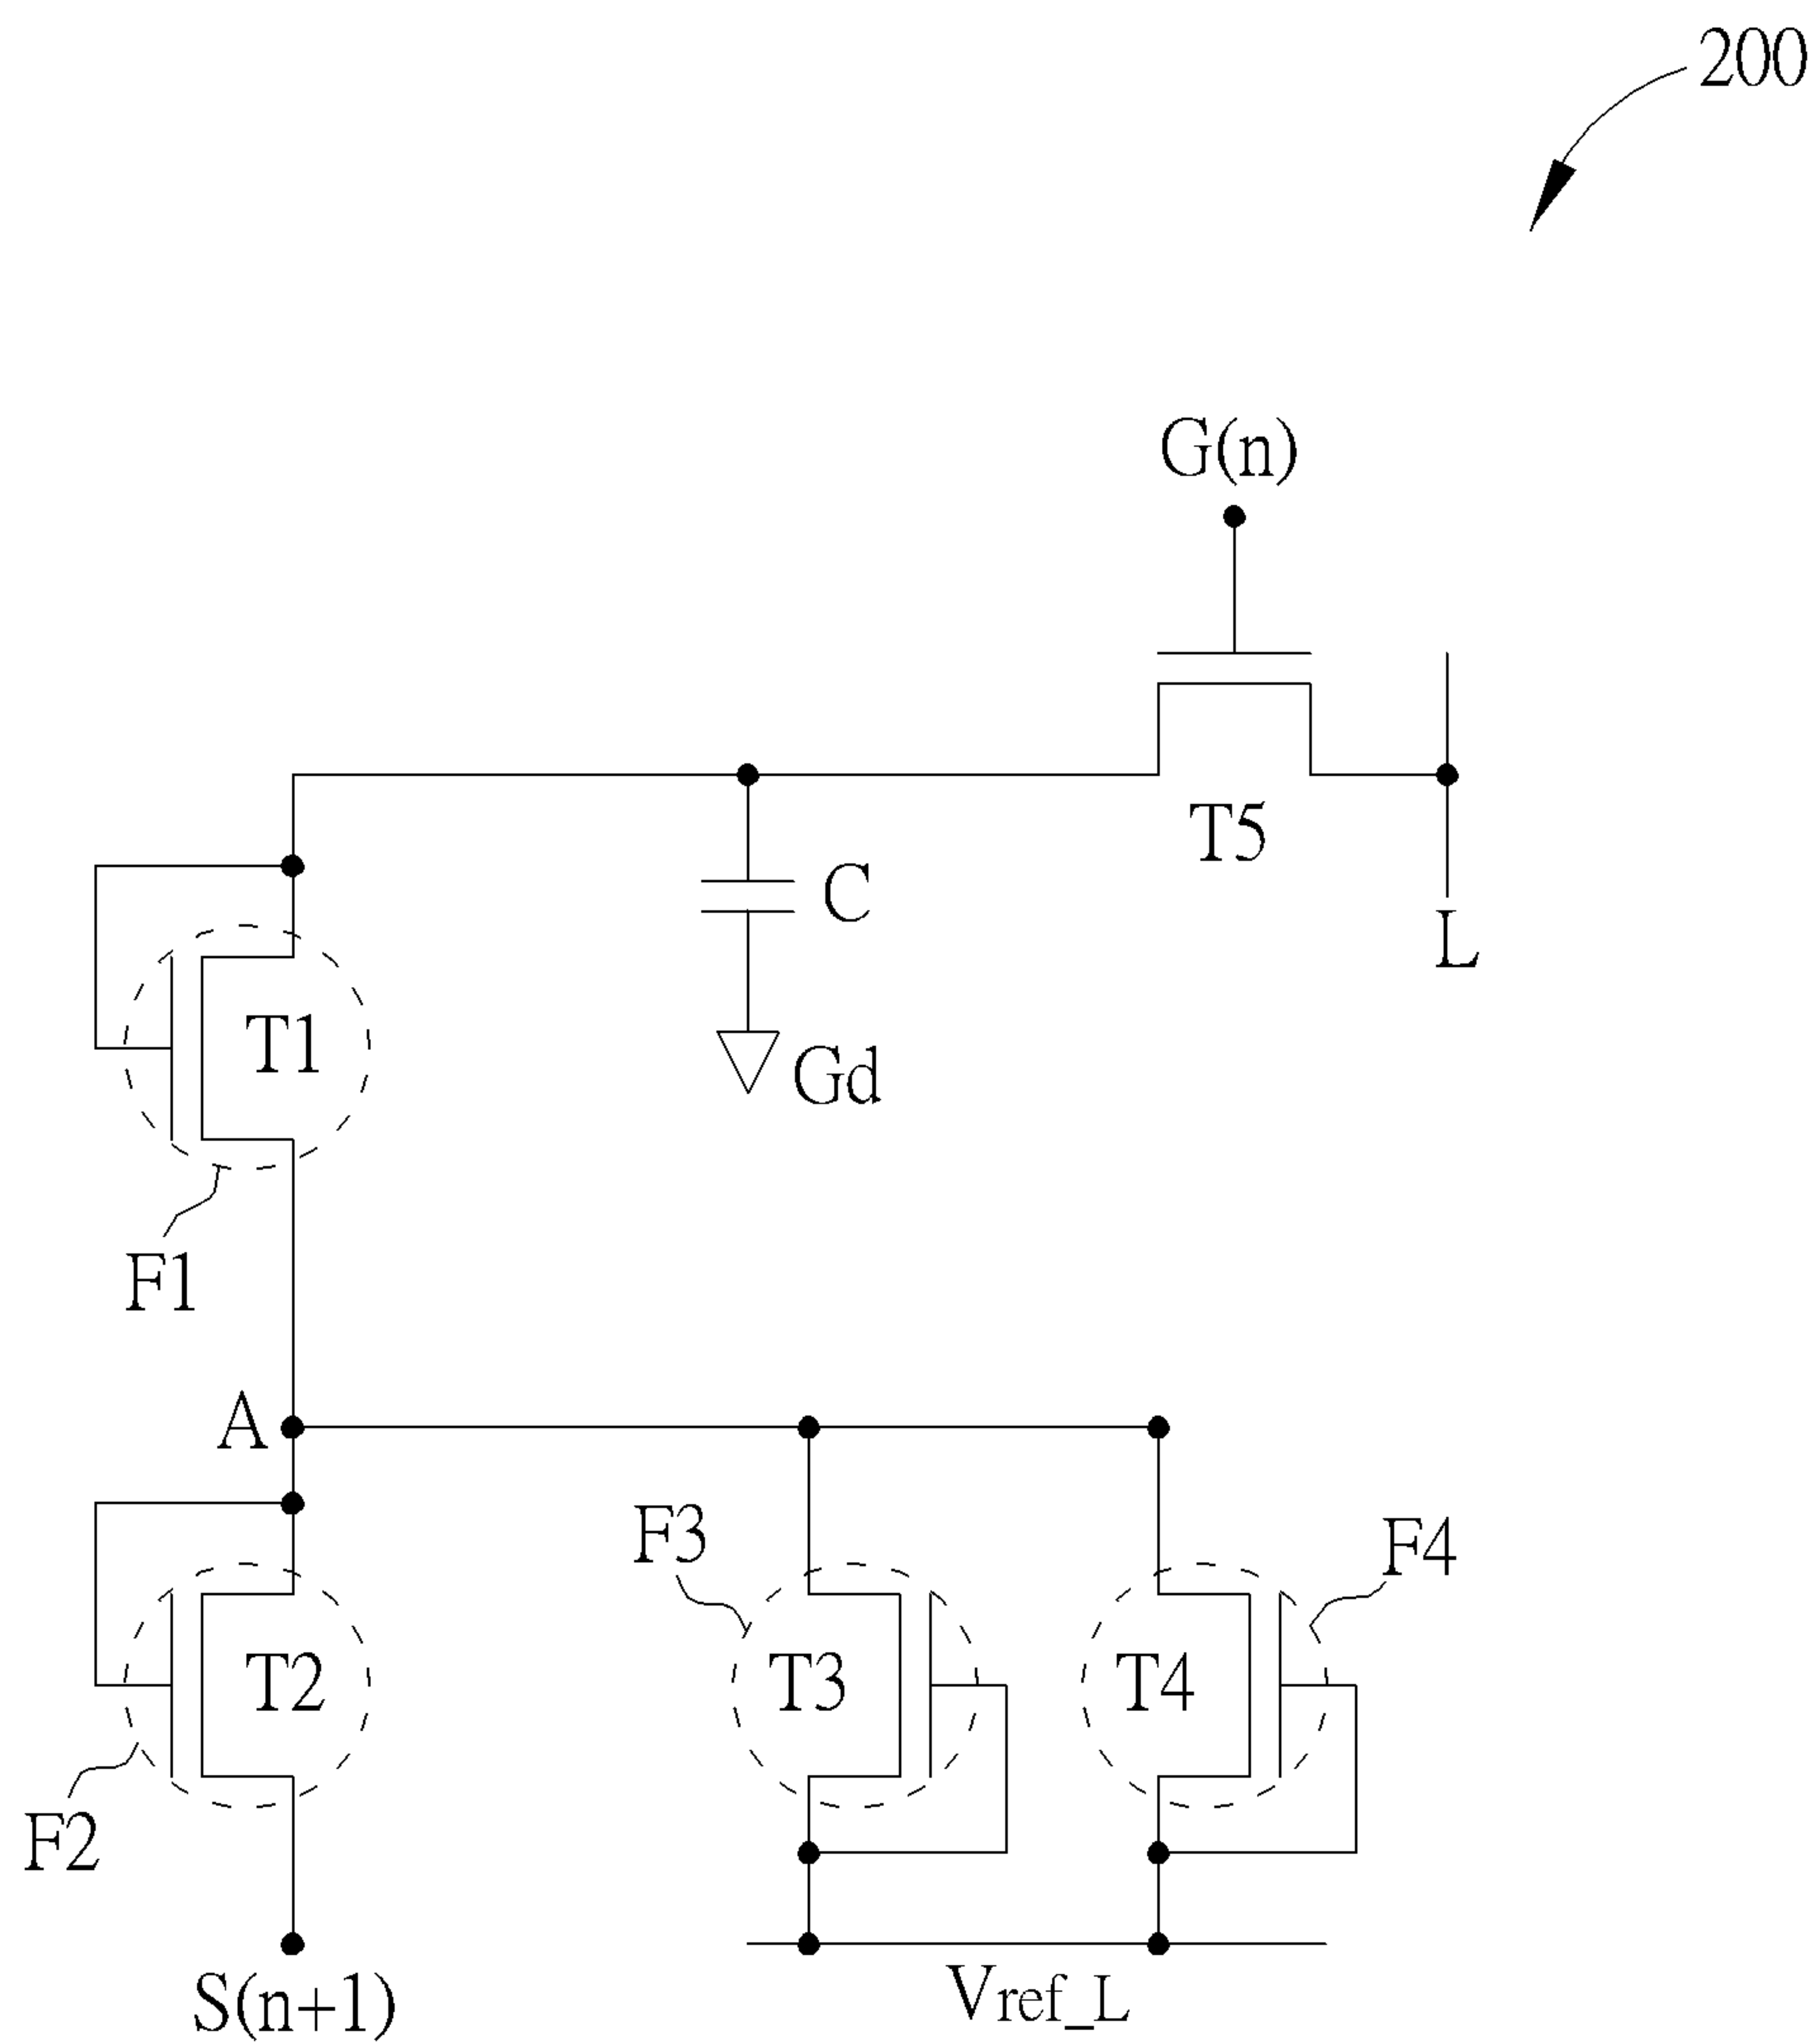 200
G(n)
T5
C
L
T1
Gd
F1
A
F3
F4
T2
T3
T4
F2
S(n+1)
Vref_L